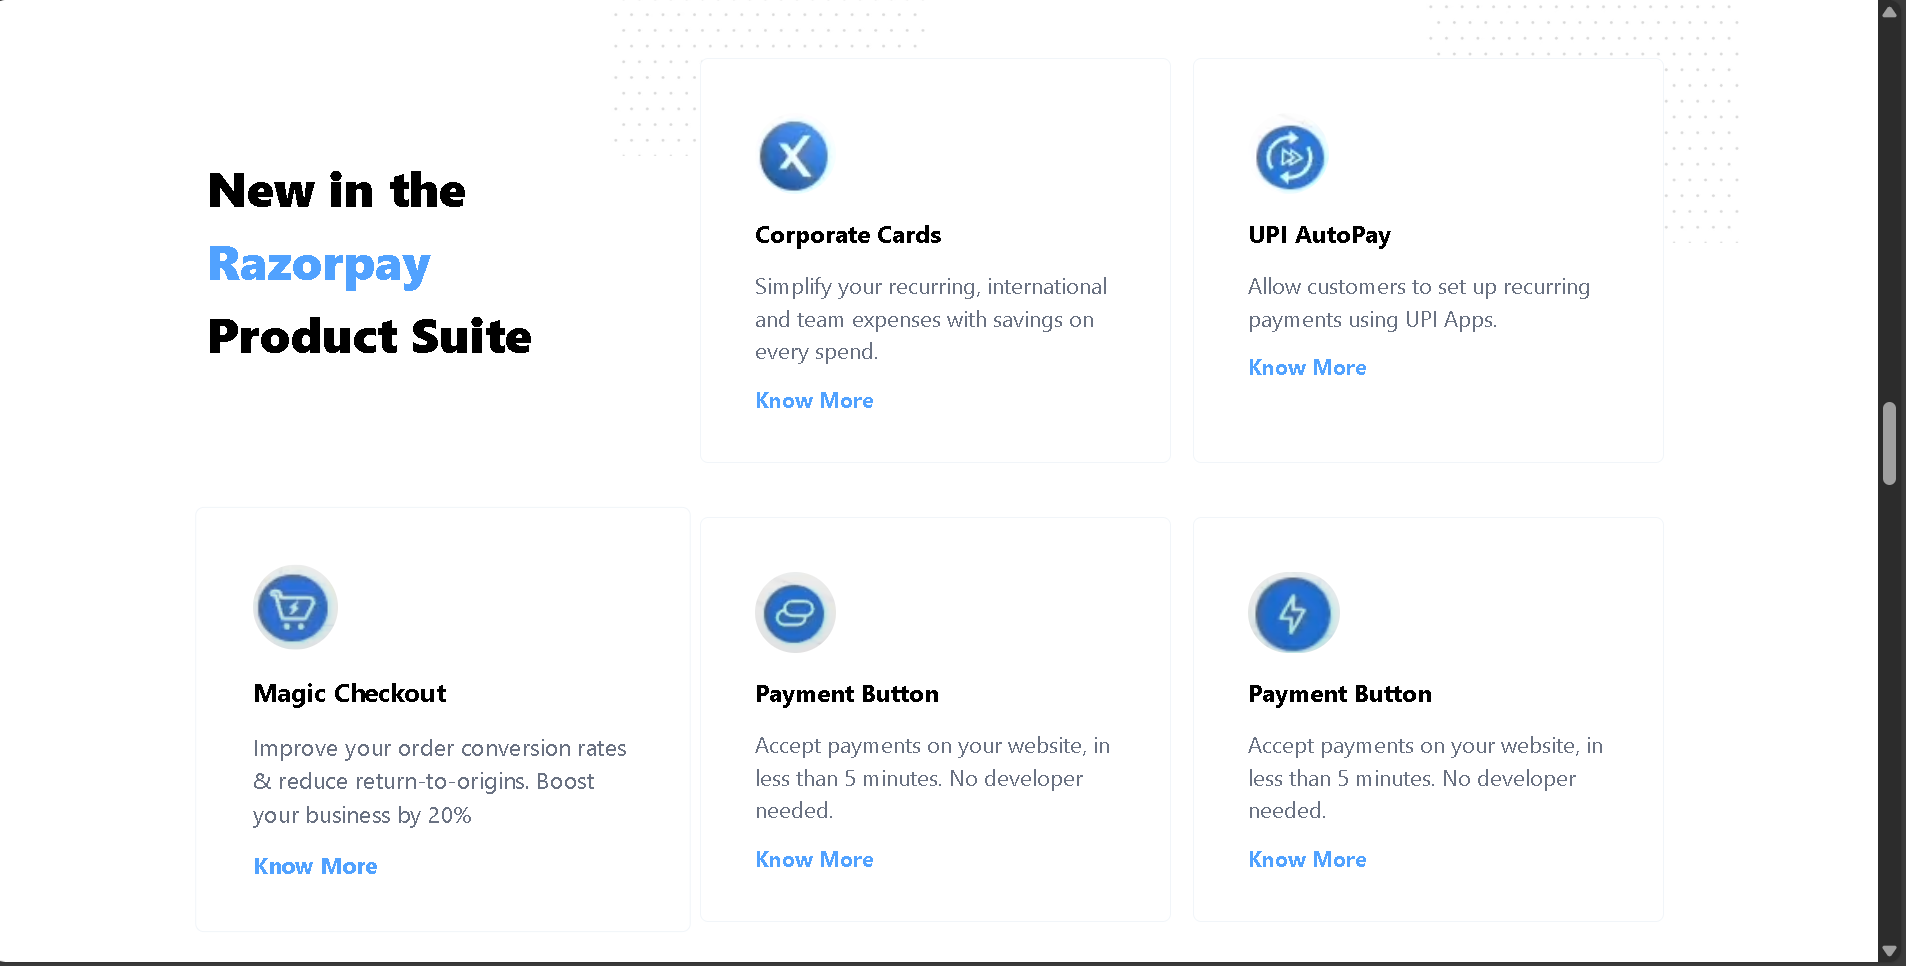 New in the
Razorpay
Product Suite
Corporate Cards
Simplify your recurring, international
and team expenses with savings on
every spend.
Know More
UPI AutoPay
Allow customers to set up recurring
payments using UPI Apps.
Know More
Magic Checkout
Improve your order conversion rates
& reduce return-to-origins. Boost
your business by 20%
Know More
Payment Button
Accept payments on your website, in
less than 5 minutes. No developer
needed.
Know More
Payment Button
Accept payments on your website, in
less than 5 minutes. No developer
needed.
Know More